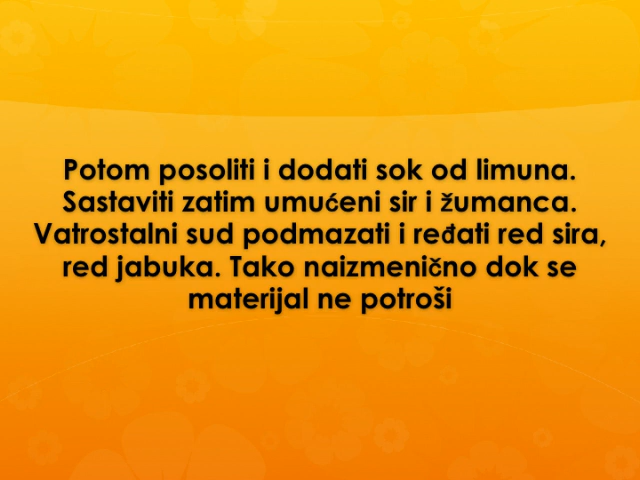 Potom posoliti i dodati sok od limuna.
Sastaviti zatim umućeni sir i žumanca.
Vatrostalni sud podmazati i ređati red sira,
red jabuka. Tako naizmenično dok se
materijal ne potroši